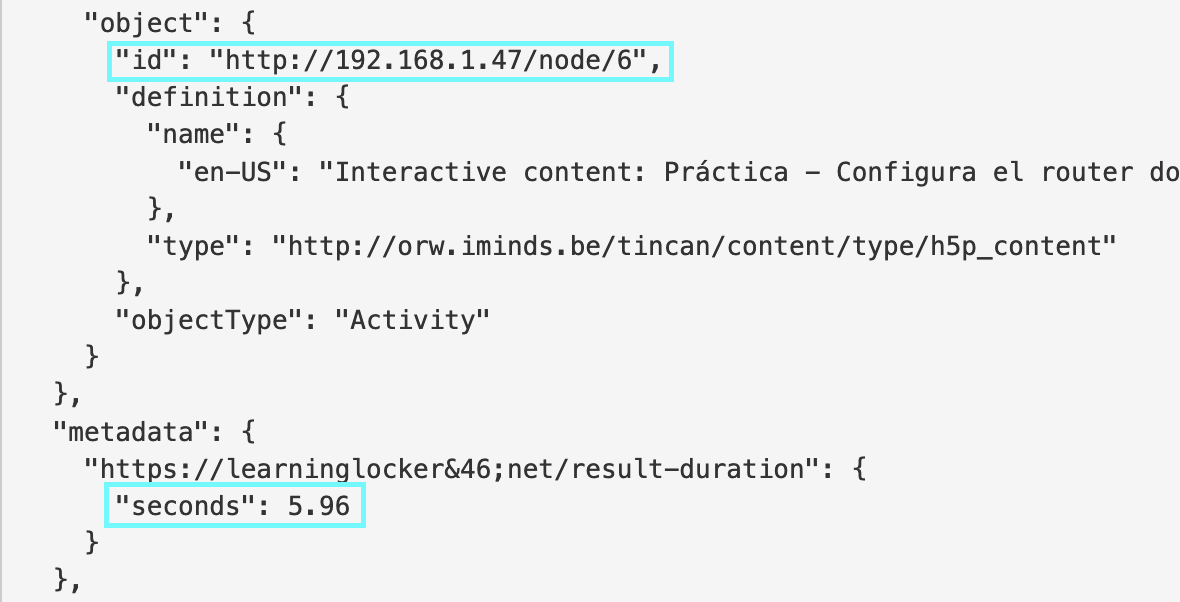 "object": {
"id": "http://192.168.1.47/node/6",
"definition": {
"name": {
"en-US": "Interactive content: Práctica - Configura el router do
},
"type": "http://orw.iminds.be/tincan/content/type/h5p_content"
},
"objectType": "Activity"
}
},
"metadata": {
"https://learninglocker&46;net/result-duration": {
"seconds": 5.96
}
},